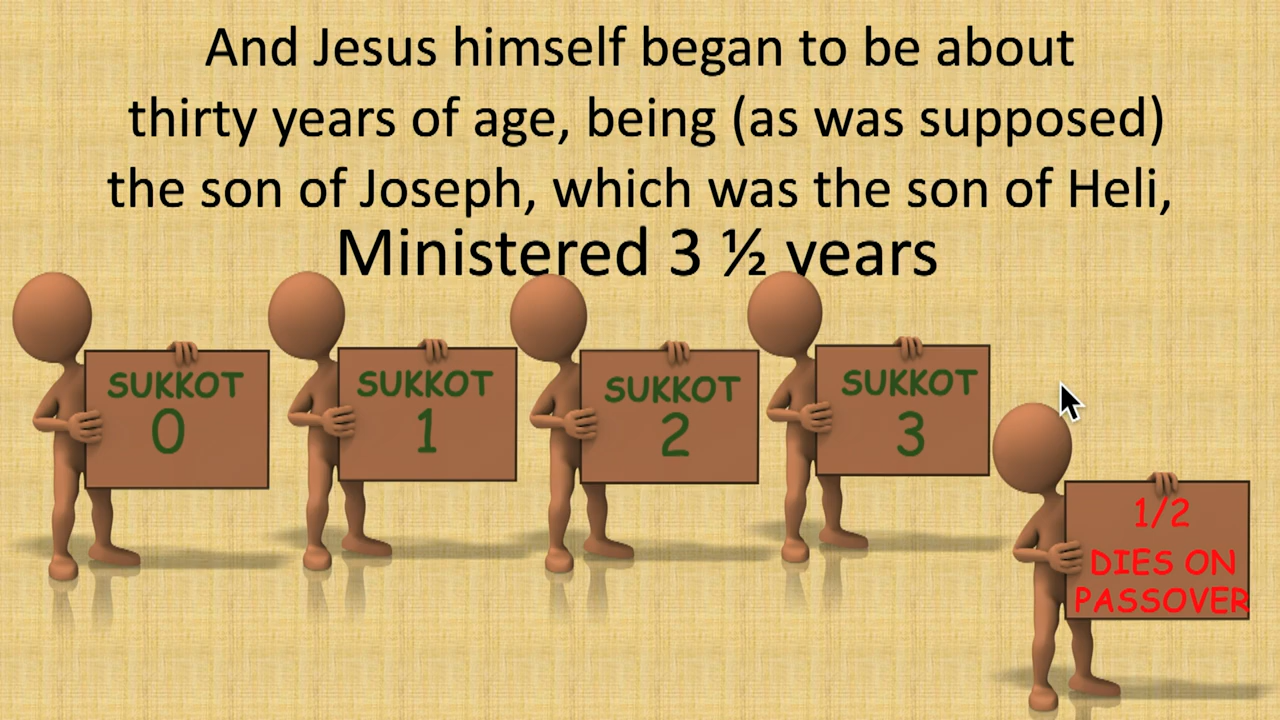 And Jesus himself began to be about
thirty years of age, being (as was supposed)
the son of Joseph, which was the son of Heli,
Ministered 3 ½ years
SUKKOT
0
SUKKOT
1
SUKKOT
2
SUKKOT
3
1/2
DIES ON
PASSOVER